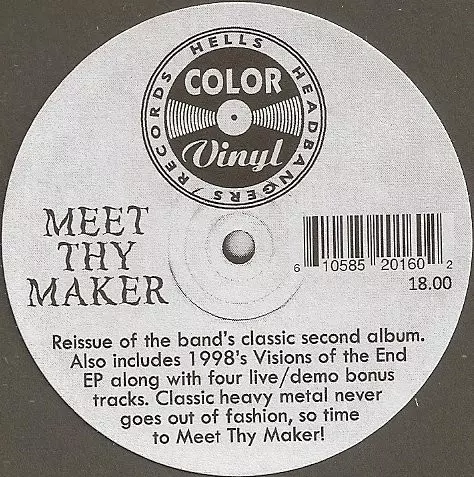 HELLS HEADBANGERS RECORDS
COLOR
Vinyl
MEET
THY
MAKER
6 10585 20160 2
18.00
Reissue of the band's classic second album.
Also includes 1998's Visions of the End
EP along with four live/demo bonus
tracks. Classic heavy metal never
goes out of fashion, so time
to Meet Thy Maker!